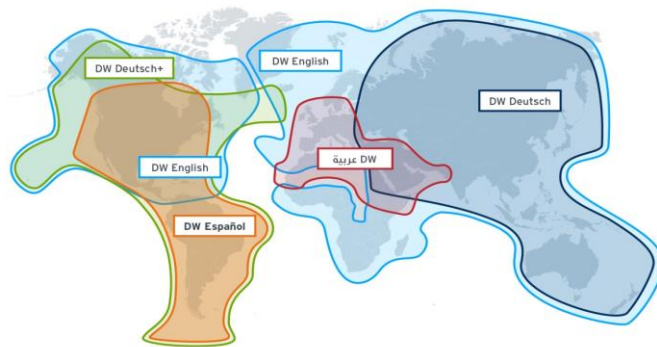 DW Deutsch+
DW English
DW Deutsch
DW عربية
DW English
DW Español